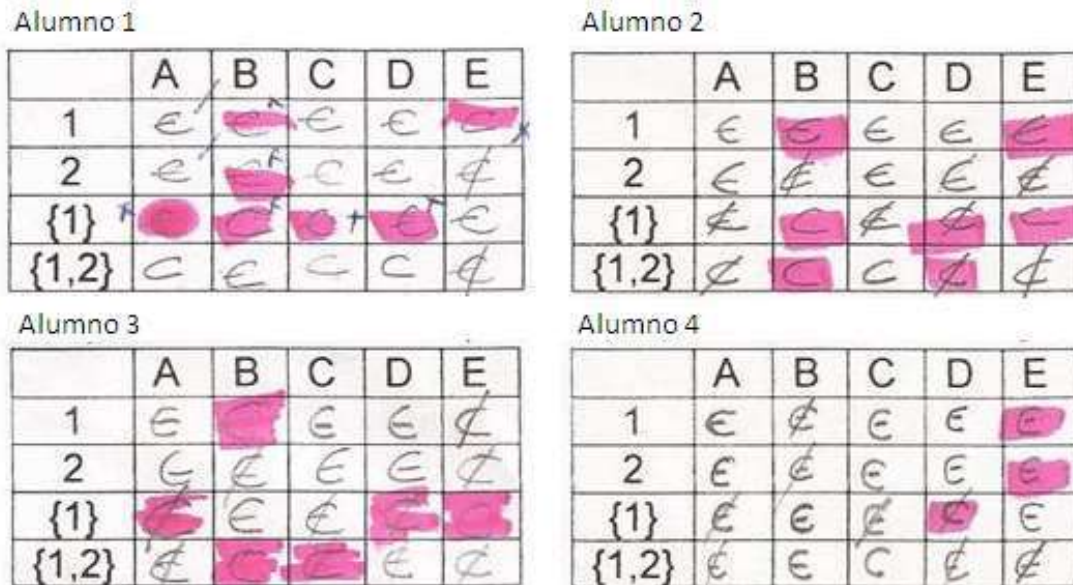 Alumno 1
A B C D E
1 ∈ ∈ ∈ ∈ ⊂
2 ∈ ⊂ ∈ ⊄
{1} ⊂ ⊂ ⊂ ∈ ∈
{1,2} ⊂ ∈ ⊂ ⊂
Alumno 2
A B C D E
1 ∈ ∈ ∈ ∈ ∈
2 ∈ ∉ ∈ ∈ ∉
{1} ∉ ⊂ ∉ ⊂
{1,2} ⊄ ⊂ ⊂ ⊄ ⊄
Alumno 3
A B C D E
1 ∈ ⊂ ∈ ∈ ⊄
2 ∈ ∉ ∈ ∈ ⊄
{1} ∈ ∉ ⊂ ⊂
{1,2} ∉ ⊂ ∈ ⊄
Alumno 4
A B C D E
1 ∈ ∉ ∈ ∈ ∈
2 ∈ ∉ ∈ ∈ ∈
{1} ∉ ∈ ∉ ∈
{1,2} ∉ ∈ ⊂ ∉